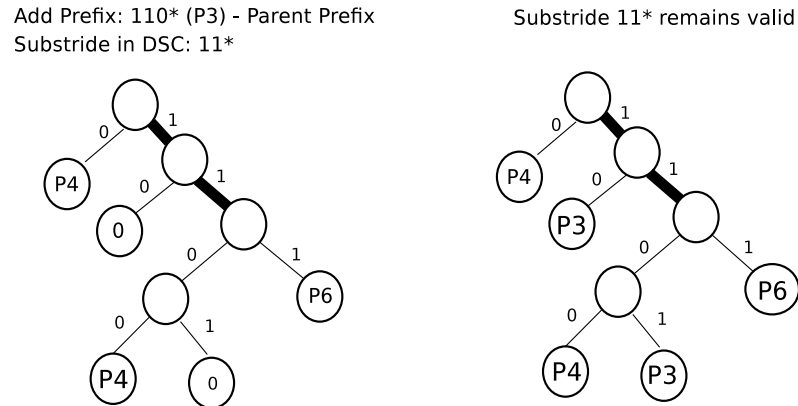 Add Prefix: 110* (P3) - Parent Prefix
Substride in DSC: 11*
Substride 11* remains valid
0 1
P4
0 1
0
0 1
P6
0 1
P4
0
0 1
P4
0 1
P3
0 1
P6
0 1
P4
P3